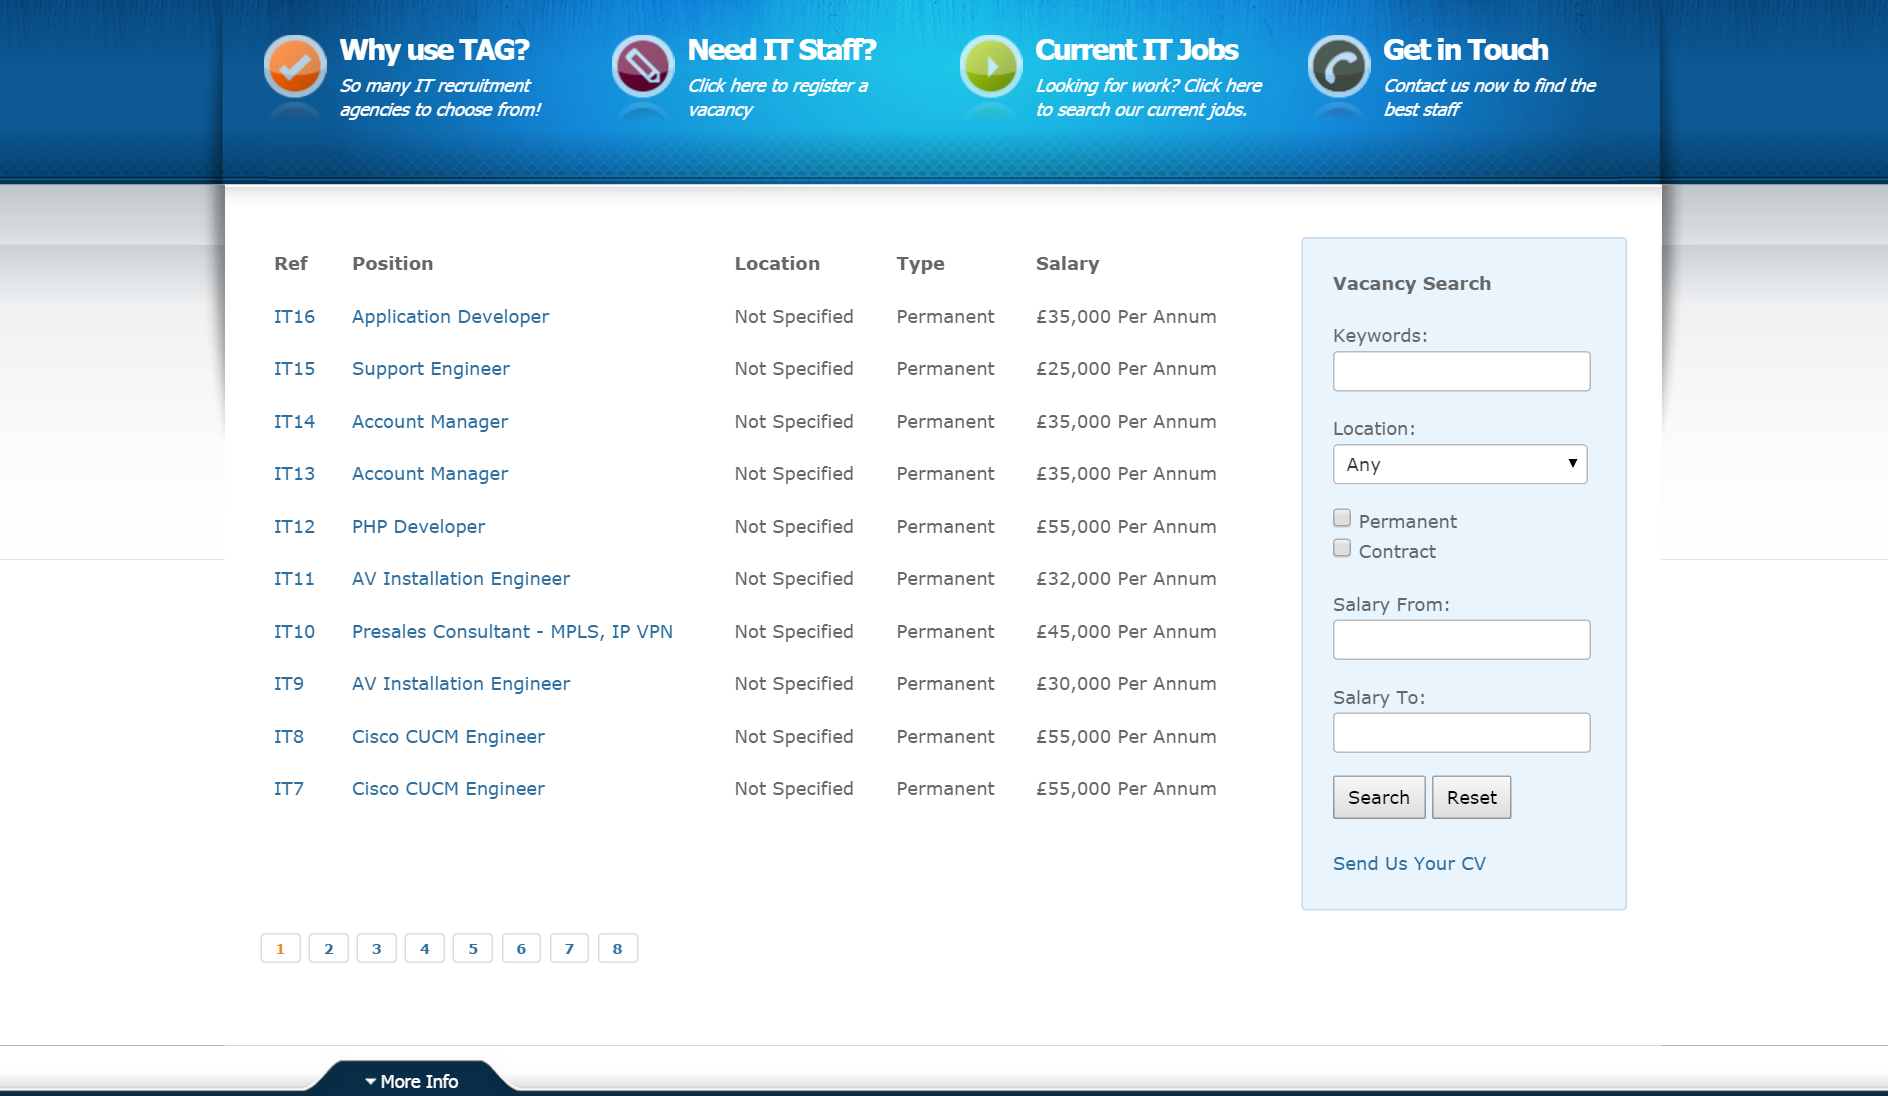 Why use TAG?
So many IT recruitment
agencies to choose from!
Need IT Staff?
Click here to register a
vacancy
Current IT Jobs
Looking for work? Click here
to search our current jobs.
Get in Touch
Contact us now to find the
best staff
Ref Position Location Type Salary
IT16 Application Developer Not Specified Permanent £35,000 Per Annum
IT15 Support Engineer Not Specified Permanent £25,000 Per Annum
IT14 Account Manager Not Specified Permanent £35,000 Per Annum
IT13 Account Manager Not Specified Permanent £35,000 Per Annum
IT12 PHP Developer Not Specified Permanent £55,000 Per Annum
IT11 AV Installation Engineer Not Specified Permanent £32,000 Per Annum
IT10 Presales Consultant - MPLS, IP VPN Not Specified Permanent £45,000 Per Annum
IT9 AV Installation Engineer Not Specified Permanent £30,000 Per Annum
IT8 Cisco CUCM Engineer Not Specified Permanent £55,000 Per Annum
IT7 Cisco CUCM Engineer Not Specified Permanent £55,000 Per Annum
Vacancy Search
Keywords:
Location:
Any
Permanent
Contract
Salary From:
Salary To:
Search Reset
Send Us Your CV
1 2 3 4 5 6 7 8
More Info